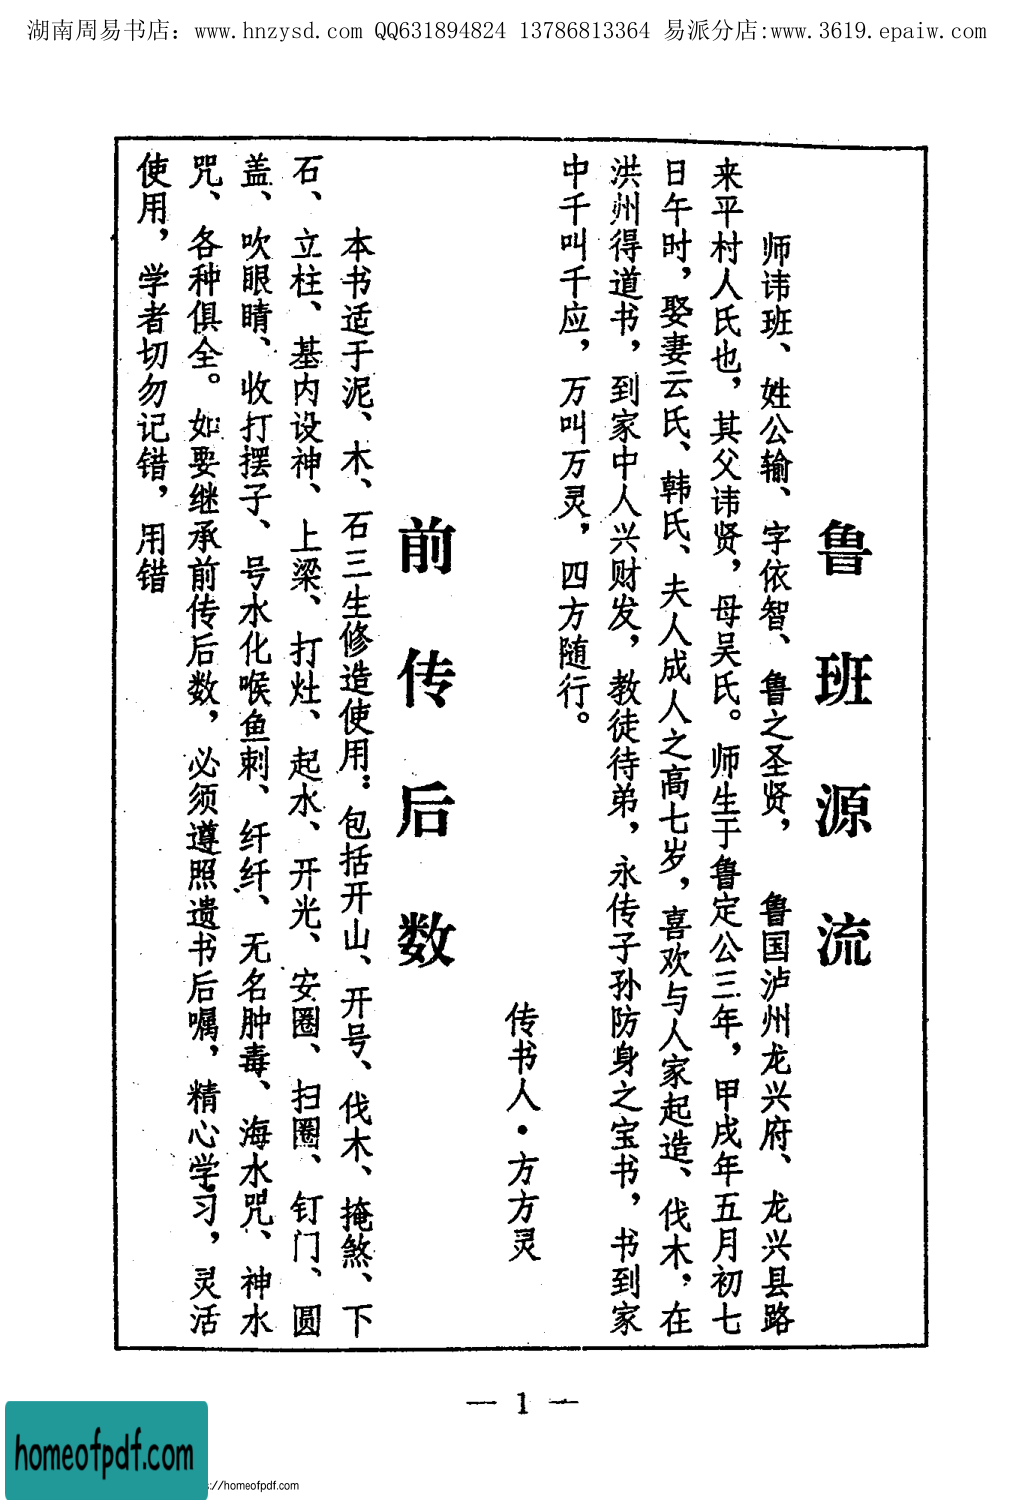 湖南周易书店：www.hnzysd.com QQ631894824 13786813364 易派分店:www.3619.epaiw.com
鲁班源流
师讳班、姓公输、字依智、鲁之圣贤，鲁国泸州龙兴府、龙兴县路
来平村人氏也，其父讳贤，母吴氏。师生于鲁定公三年，甲戌年五月初七
日午时，娶妻云氏、韩氏、夫人成人之高七岁，喜欢与人家起造、伐木，在
洪州得道书，到家中人兴财发，教徒待弟，永传子孙防身之宝书，书到家
中千叫千应，万叫万灵，四方随行。
传书人·方方灵
前传后数
本书适于泥、木、石三生修造使用；包括开山、开号、伐木、掩煞、下
石、立柱、基内设神、上梁、打灶、起水、开光、安圈、扫圈、钉门、圆
盖、吹眼睛、收打摆子、号水化喉鱼刺、纤纤、无名肿毒、海水咒、神水
咒、各种俱全。如要继承前传后数，必须遵照遗书后嘱，精心学习，灵活
使用，学者切勿记错，用错
— 1 —
homeofpdf.com
s://homeofpdf.com